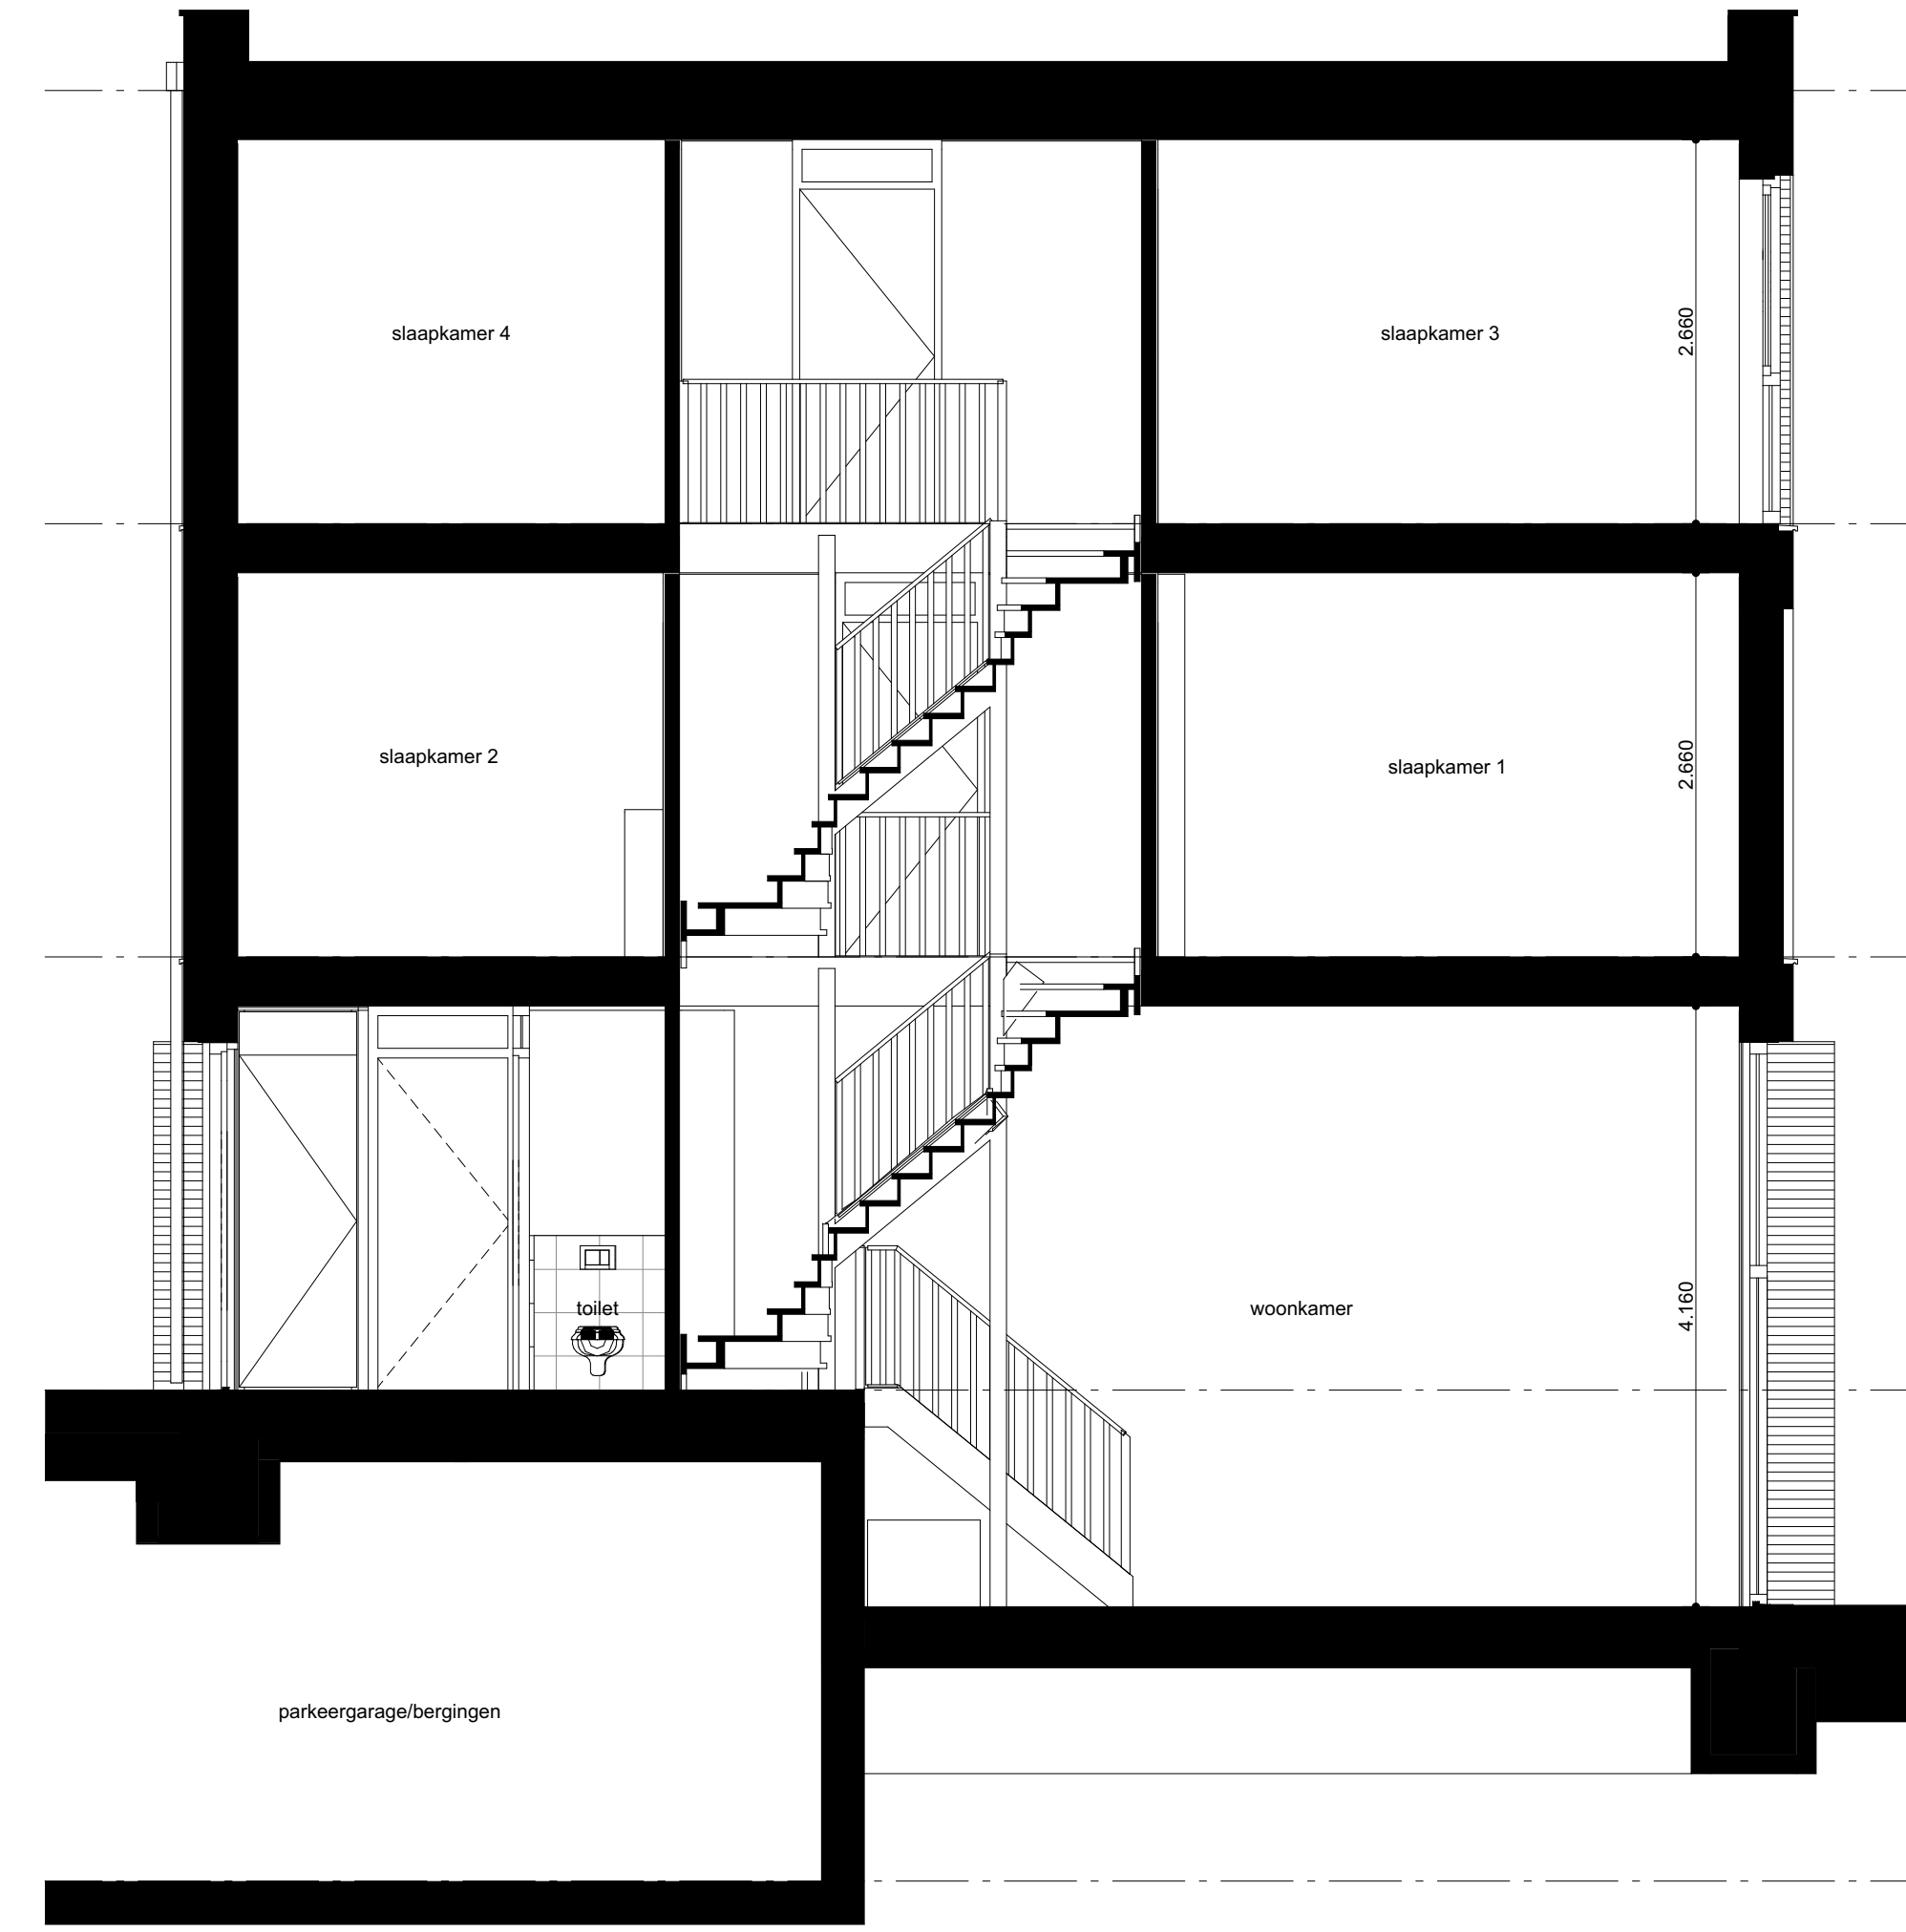 slaapkamer 4
slaapkamer 3
2.660
slaapkamer 2
slaapkamer 1
2.660
toilet
woonkamer
4.160
parkeergarage/bergingen